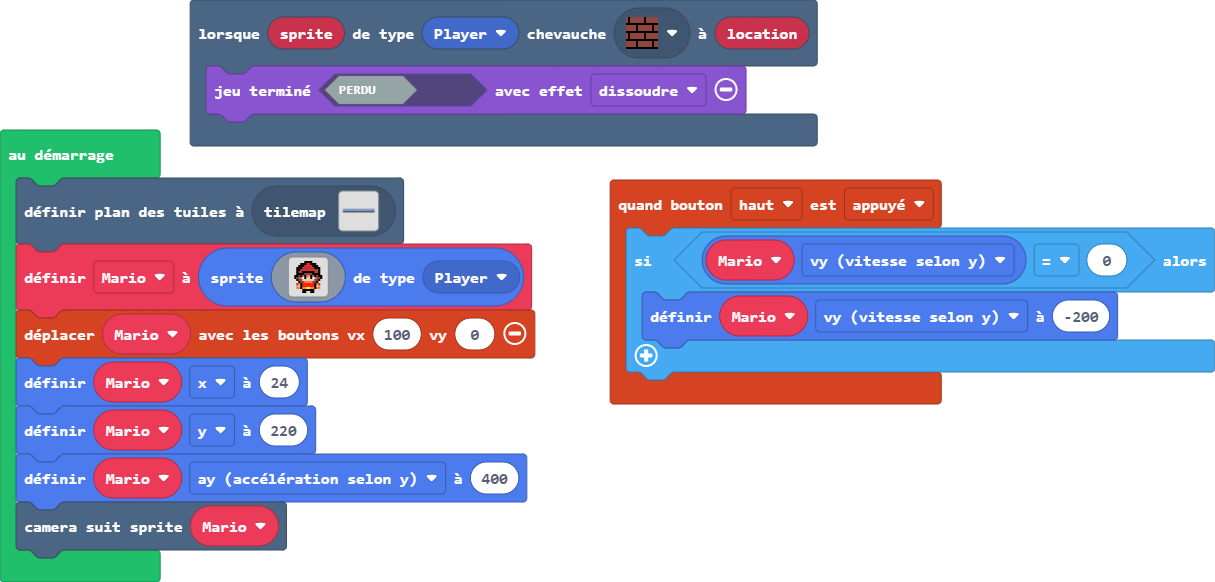 lorsque sprite de type Player chevauche à location
jeu terminé PERDU avec effet dissoudre
au démarrage
définir plan des tuiles à tilemap
définir Mario à sprite de type Player
déplacer Mario avec les boutons vx 100 vy 0
définir Mario x à 24
définir Mario y à 220
définir Mario ay (accélération selon y) à 400
camera suit sprite Mario
quand bouton haut est appuyé
si Mario vy (vitesse selon y) = 0 alors
définir Mario vy (vitesse selon y) à -200